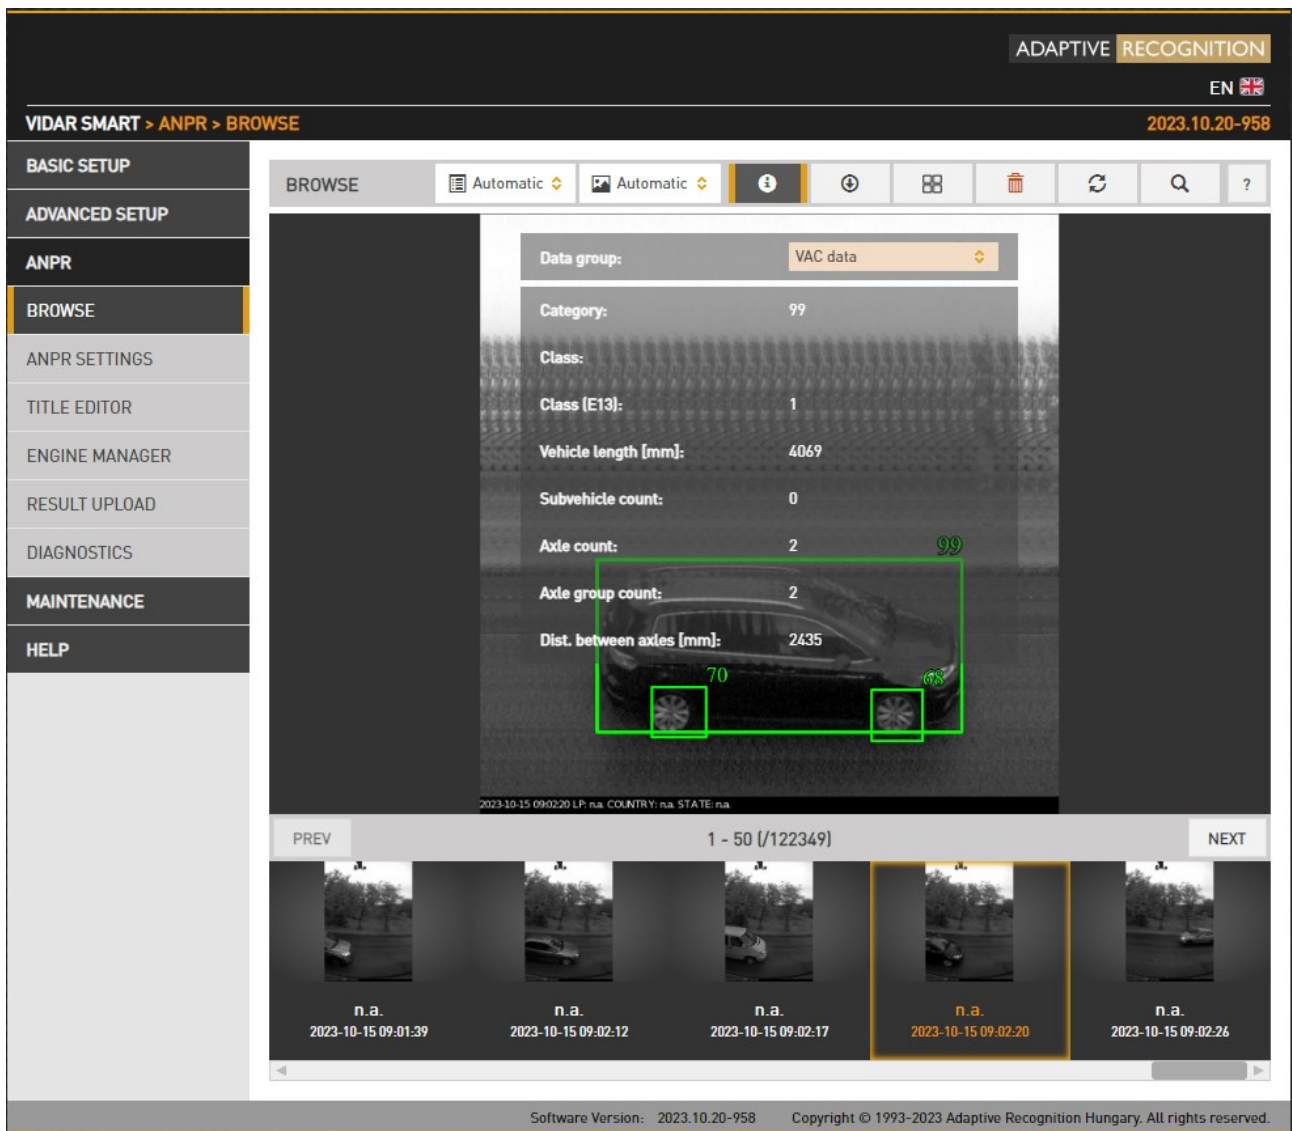 ADAPTIVE RECOGNITION
EN
VIDAR SMART > ANPR > BROWSE 2023.10.20-958
BASIC SETUP
ADVANCED SETUP
ANPR
BROWSE
ANPR SETTINGS
TITLE EDITOR
ENGINE MANAGER
RESULT UPLOAD
DIAGNOSTICS
MAINTENANCE
HELP
BROWSE Automatic Automatic ?
Data group: VAC data
Category: 99
Class:
Class (E13): 1
Vehicle length [mm]: 4069
Subvehicle count: 0
Axle count: 2
99
Axle group count: 2
Dist. between axles [mm]: 2435
70 68
2023-10-15 09:02:20 LP: n.a. COUNTRY: n.a. STATE: n.a.
PREV 1 - 50 (/122349) NEXT
n.a. n.a. n.a. n.a. n.a.
2023-10-15 09:01:39 2023-10-15 09:02:12 2023-10-15 09:02:17 2023-10-15 09:02:20 2023-10-15 09:02:26
Software Version: 2023.10.20-958 Copyright © 1993-2023 Adaptive Recognition Hungary. All rights reserved.